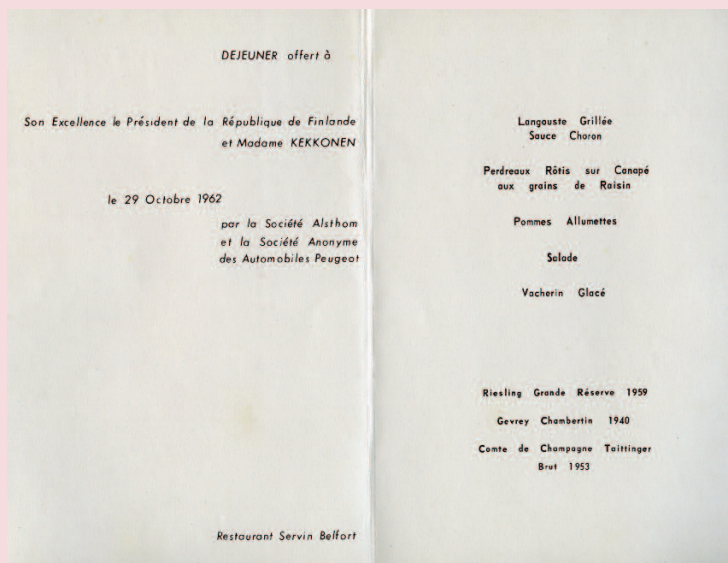 DEJEUNER offert à
Son Excellence le Président de la République de Finlande
et Madame KEKKONEN
le 29 Octobre 1962
par la Société Alsthom
et la Société Anonyme
des Automobiles Peugeot
Restaurant Servin Belfort
Langouste Grillée
Sauce Choron
Perdreaux Rôtis sur Canapé
aux grains de Raisin
Pommes Allumettes
Salade
Vacherin Glacé
Riesling Grande Réserve 1959
Gevrey Chambertin 1940
Comte de Champagne Taittinger
Brut 1953